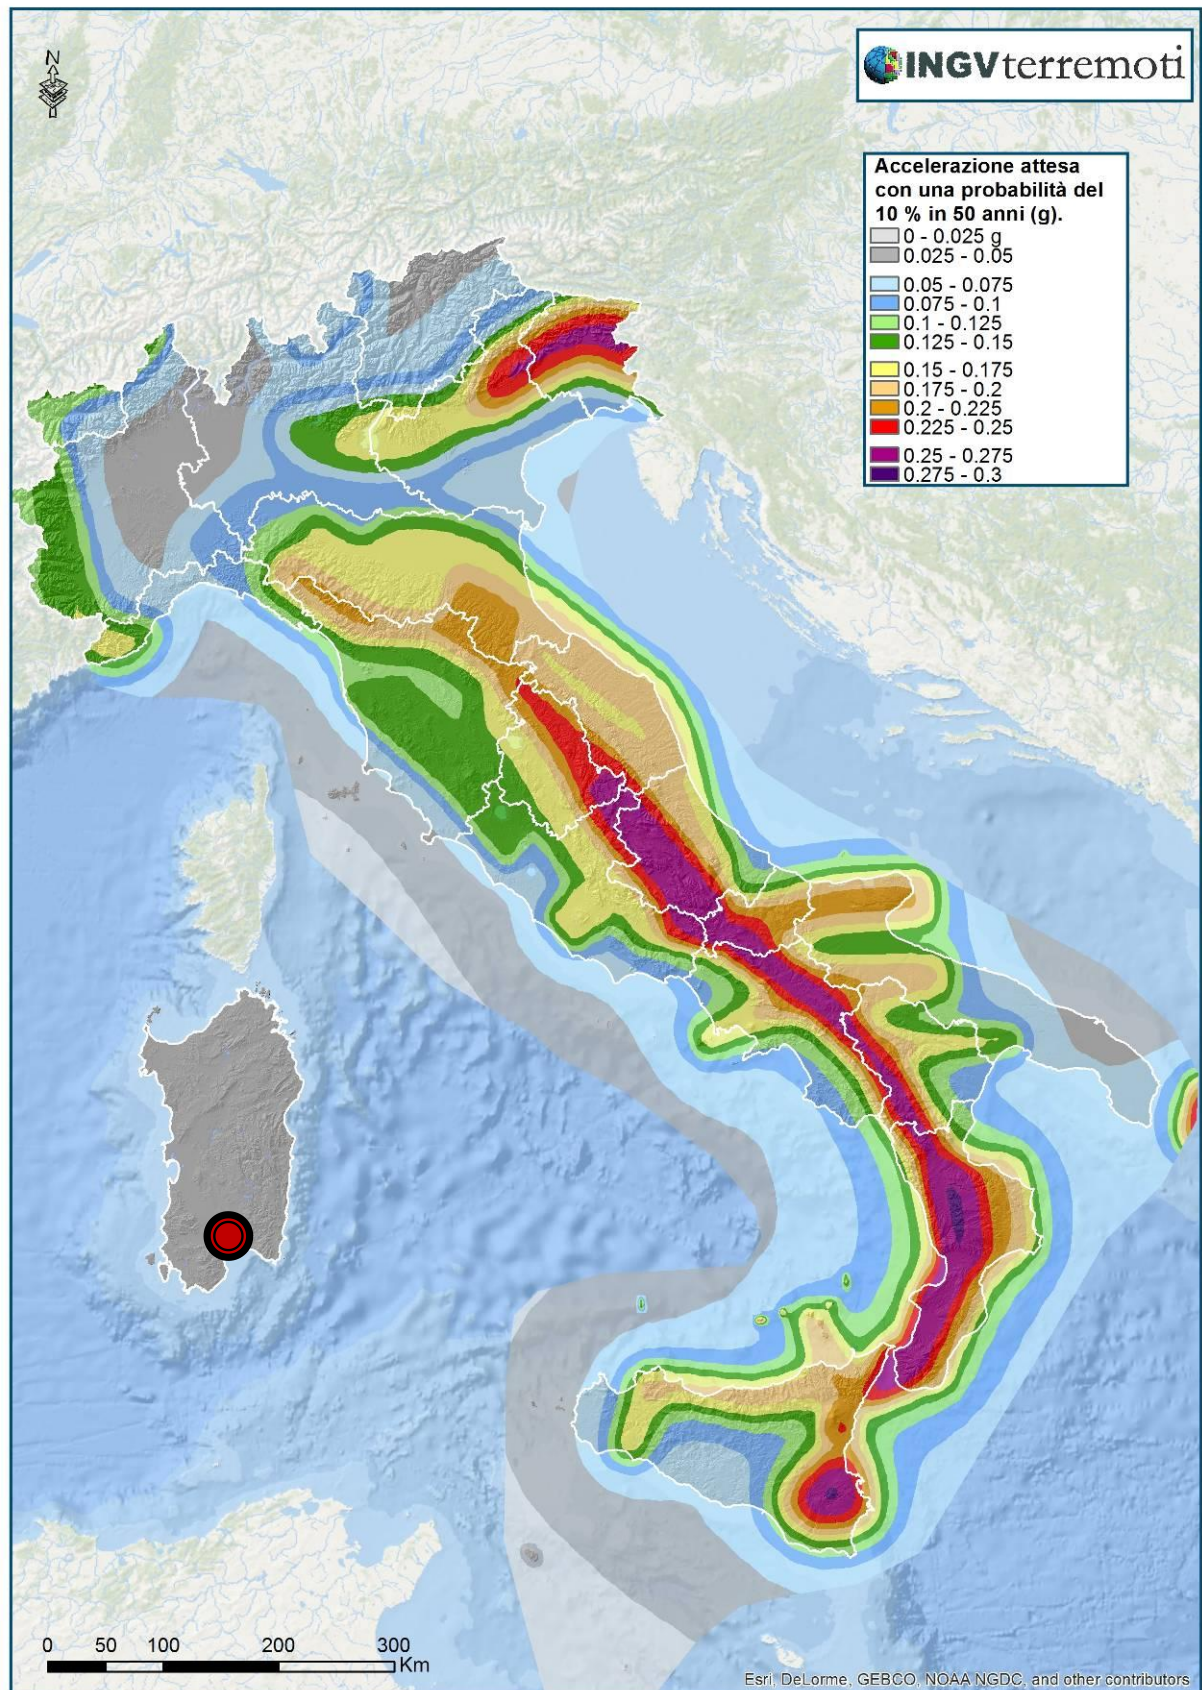 N
INGVterremoti
Accelerazione attesa
con una probabilità del
10 % in 50 anni (g).
0 - 0.025 g
0.025 - 0.05
0.05 - 0.075
0.075 - 0.1
0.1 - 0.125
0.125 - 0.15
0.15 - 0.175
0.175 - 0.2
0.2 - 0.225
0.225 - 0.25
0.25 - 0.275
0.275 - 0.3
0 50 100 200 300
Km
Esri, DeLorme, GEBCO, NOAA NGDC, and other contributors